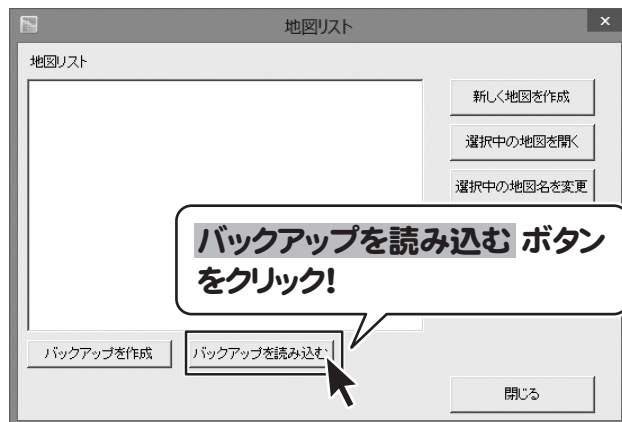 地図リスト
地図リスト
新しく地図を作成
選択中の地図を開く
選択中の地図名を変更
バックアップを読み込む ボタン
をクリック!
バックアップを作成
バックアップを読み込む
閉じる